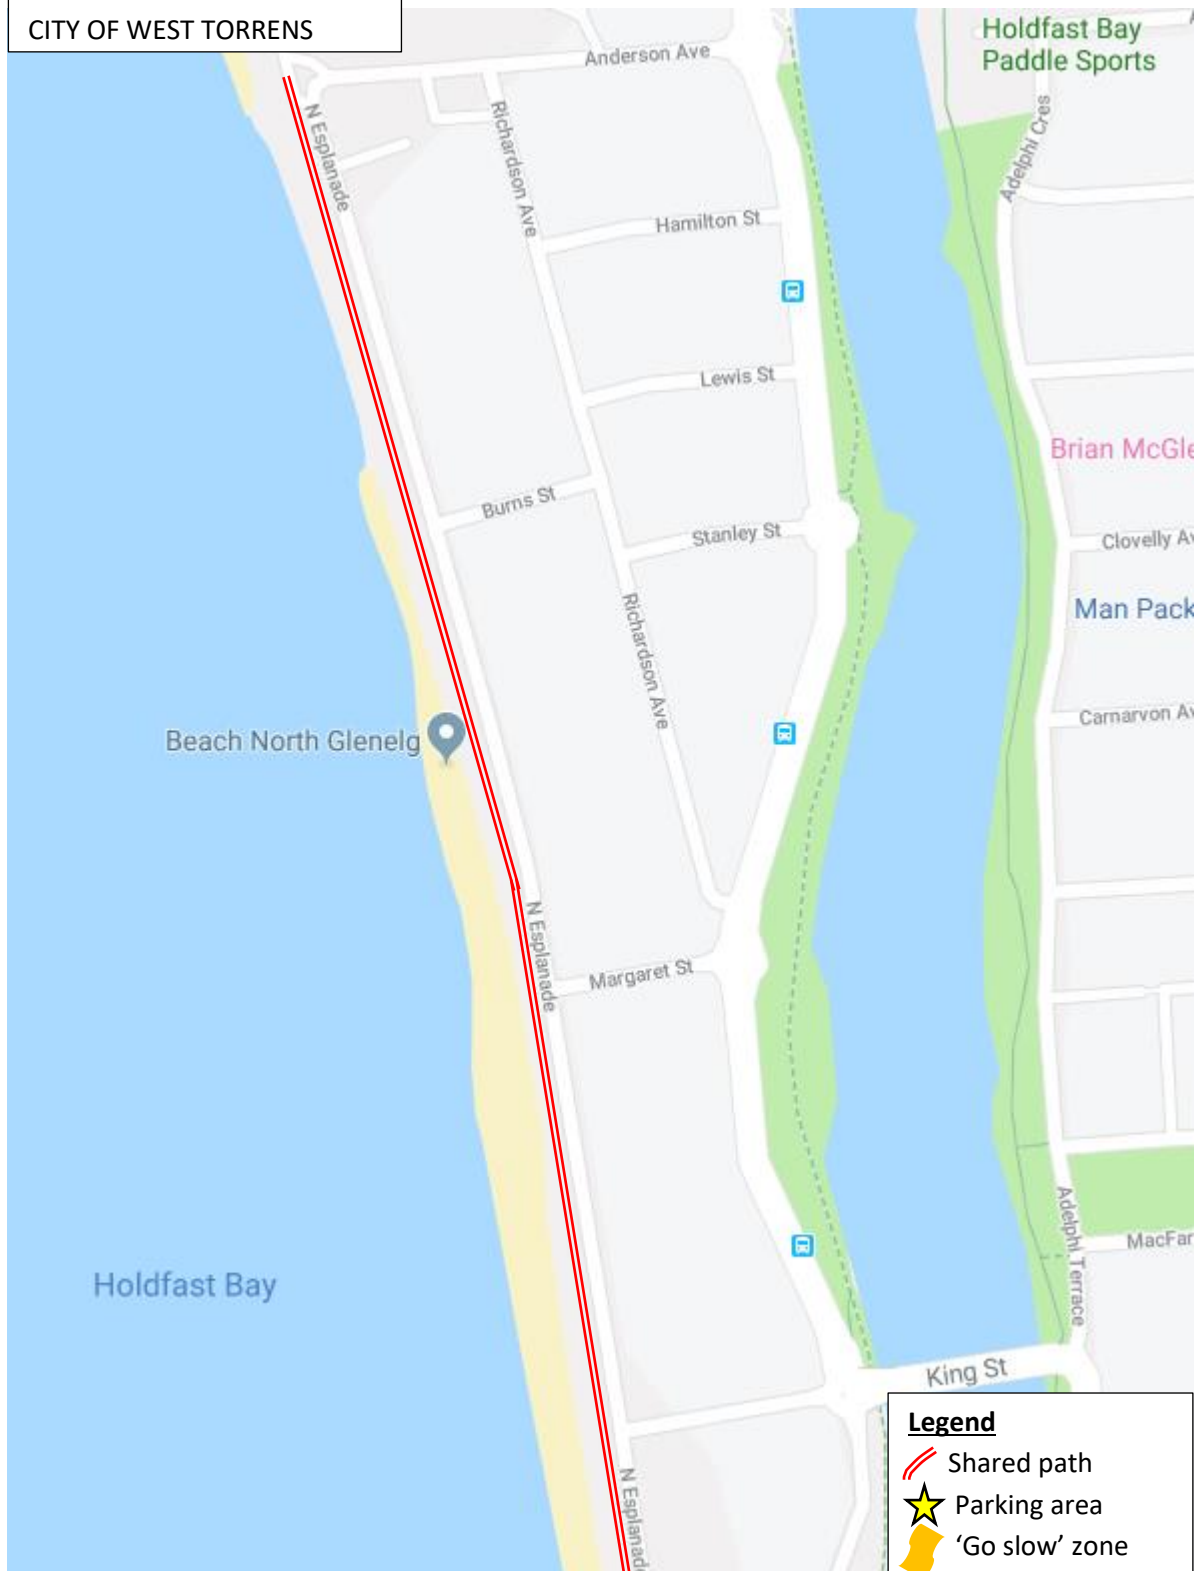 CITY OF WEST TORRENS
Holdfast Bay
Paddle Sports
Anderson Ave
N Esplanade
Richardson Ave
Adelphi Cres
Hamilton St
Lewis St
Brian McGle
Burns St
Stanley St
Clovelly Av
Man Pack
Richardson Ave
Carnarvon Av
Beach North Glenelg
N Esplanade
Margaret St
Adelphi Terrace
MacFar
Holdfast Bay
King St
N Esplanade
Legend
Shared path
Parking area
‘Go slow’ zone